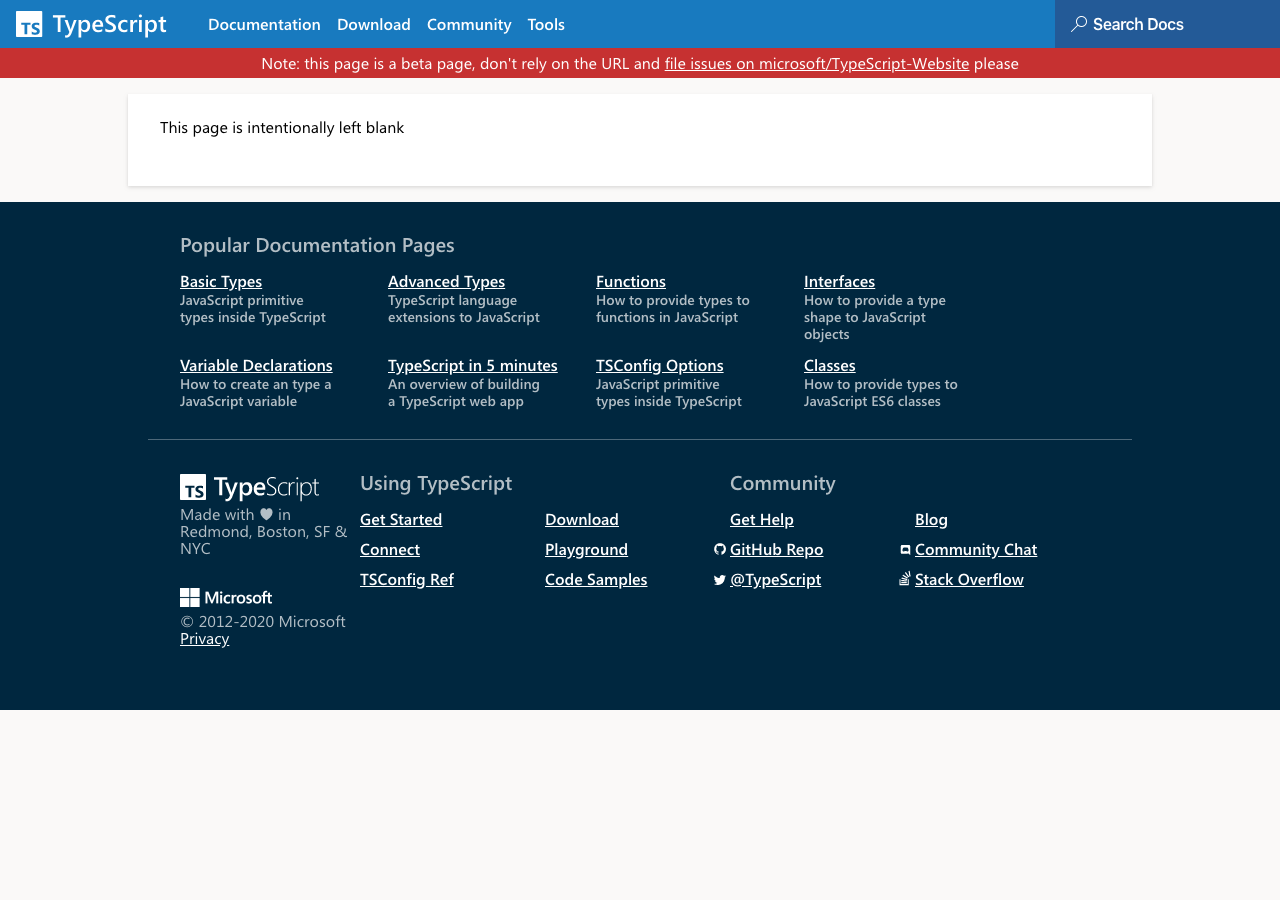 TS TypeScript Documentation Download Community Tools Search Docs
Note: this page is a beta page, don't rely on the URL and file issues on microsoft/TypeScript-Website please
This page is intentionally left blank
Popular Documentation Pages
Basic Types
JavaScript primitive
types inside TypeScript
Advanced Types
TypeScript language
extensions to JavaScript
Functions
How to provide types to
functions in JavaScript
Interfaces
How to provide a type
shape to JavaScript
objects
Variable Declarations
How to create an type a
JavaScript variable
TypeScript in 5 minutes
An overview of building
a TypeScript web app
TSConfig Options
JavaScript primitive
types inside TypeScript
Classes
How to provide types to
JavaScript ES6 classes
TS TypeScript
Made with ♥ in
Redmond, Boston, SF &
NYC
Microsoft
© 2012-2020 Microsoft
Privacy
Using TypeScript
Get Started
Download
Connect
Playground
TSConfig Ref
Code Samples
Community
Get Help
Blog
GitHub Repo
Community Chat
@TypeScript
Stack Overflow